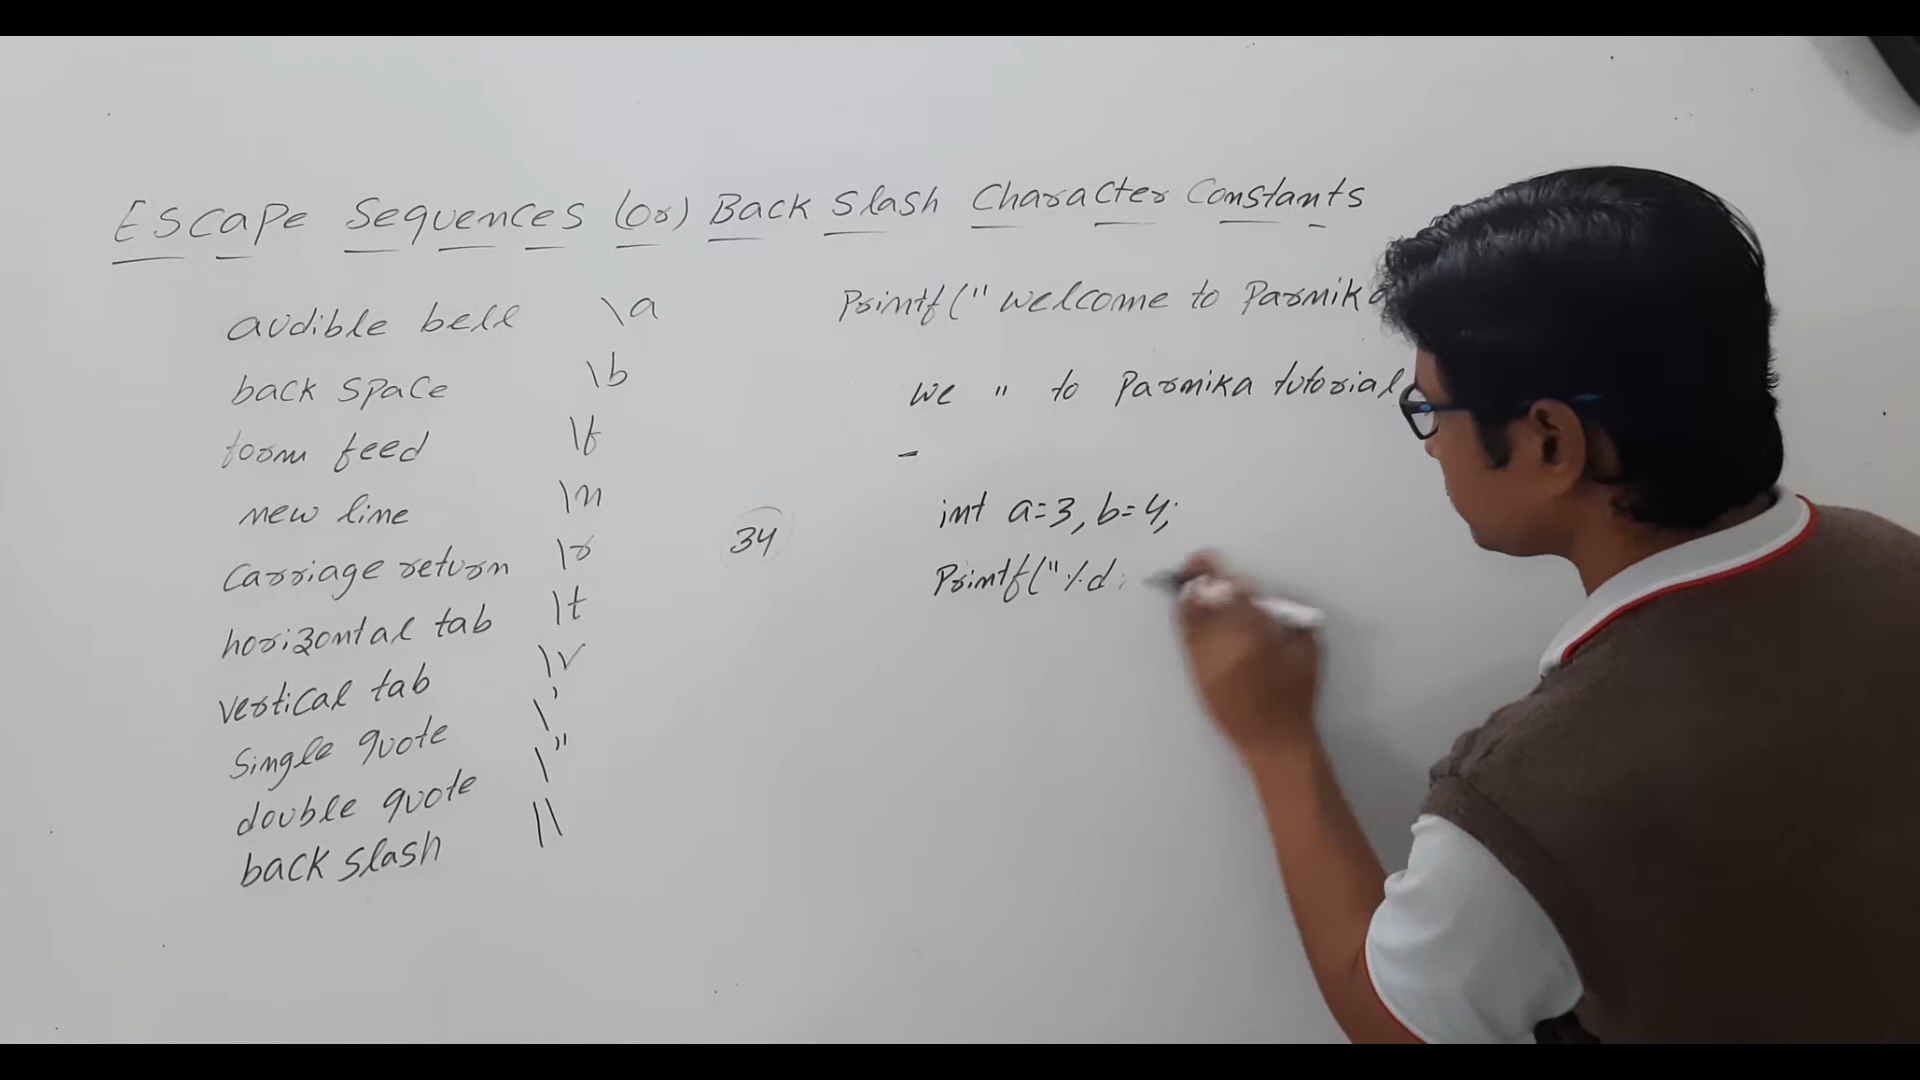 Escape Sequences (or) Back Slash Character Constants
audible bell \a
back space \b
form feed \f
new line \n
carriage return \r
horizontal tab \t
vertical tab \v
single quote \'
double quote \"
back slash \\
34
Printf(" welcome to Parmika
we " to Parmika tutorial
-
int a=3, b=4;
Printf("%d